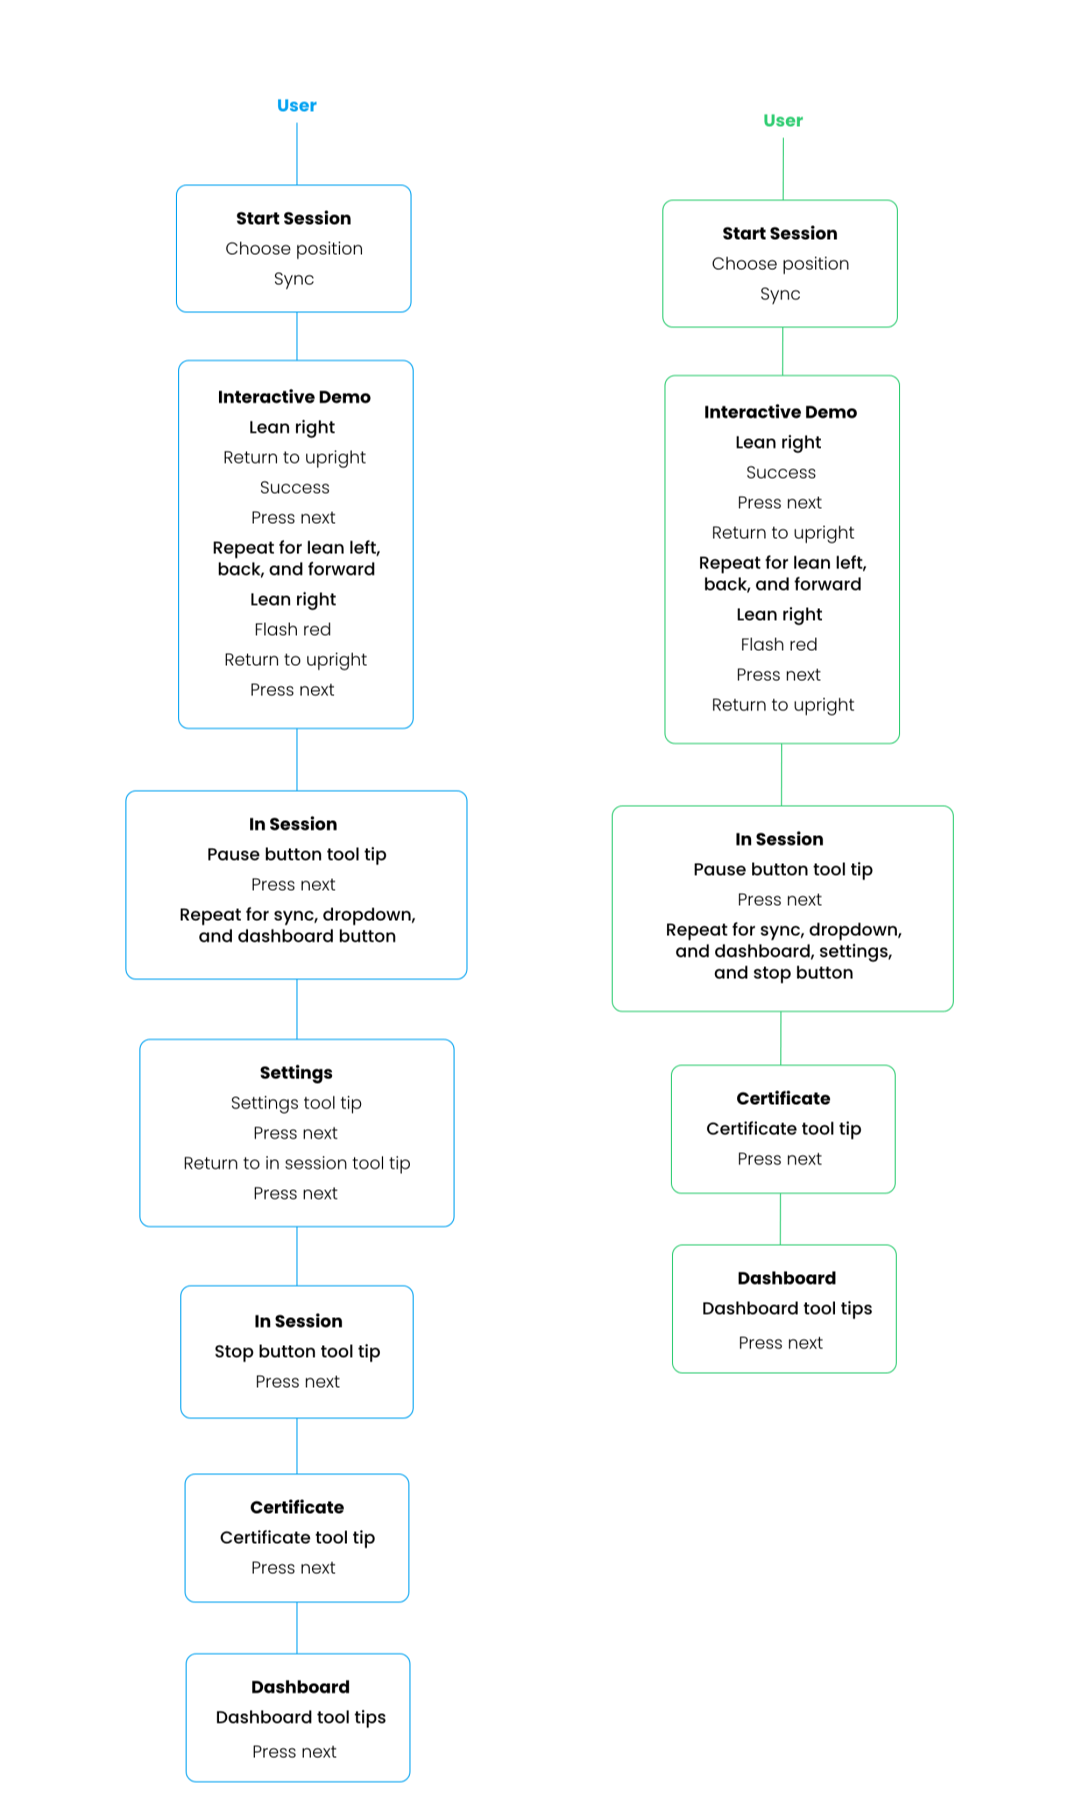 User
Start Session
Choose position
Sync
Interactive Demo
Lean right
Return to upright
Success
Press next
Repeat for lean left,
back, and forward
Lean right
Flash red
Return to upright
Press next
In Session
Pause button tool tip
Press next
Repeat for sync, dropdown,
and dashboard button
Settings
Settings tool tip
Press next
Return to in session tool tip
Press next
In Session
Stop button tool tip
Press next
Certificate
Certificate tool tip
Press next
Dashboard
Dashboard tool tips
Press next
User
Start Session
Choose position
Sync
Interactive Demo
Lean right
Success
Press next
Return to upright
Repeat for lean left,
back, and forward
Lean right
Flash red
Press next
Return to upright
In Session
Pause button tool tip
Press next
Repeat for sync, dropdown,
and dashboard, settings,
and stop button
Certificate
Certificate tool tip
Press next
Dashboard
Dashboard tool tips
Press next